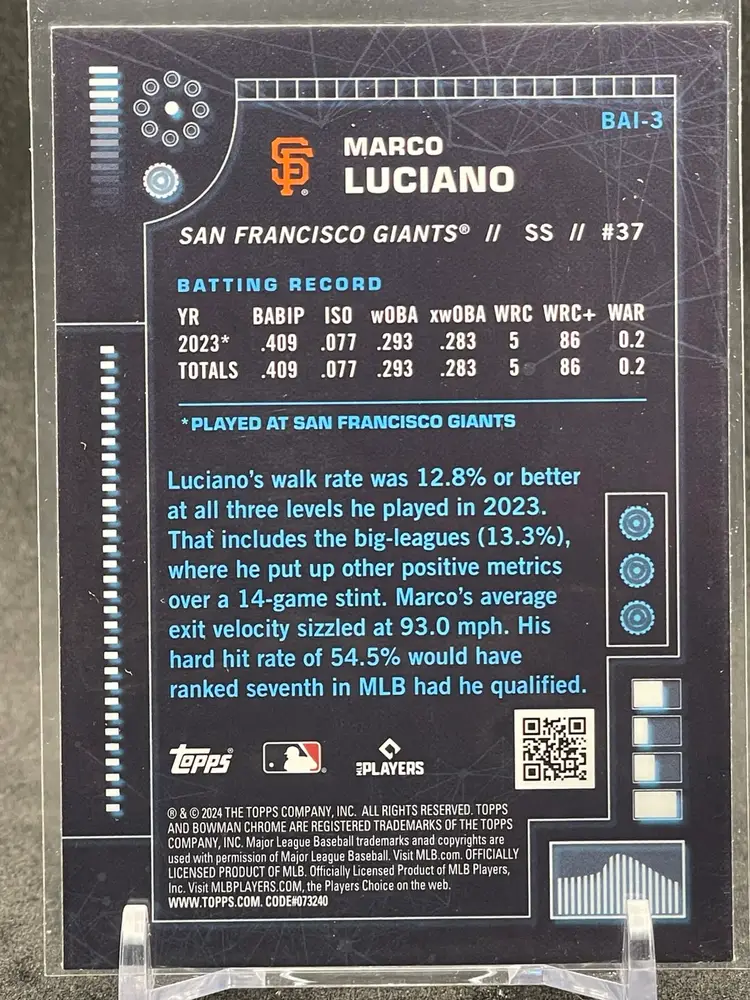 BAI-3
SF
MARCO
LUCIANO
SAN FRANCISCO GIANTS® // SS // #37
BATTING RECORD
YR BABIP ISO wOBA xwOBA WRC WRC+ WAR
2023* .409 .077 .293 .283 5 86 0.2
TOTALS .409 .077 .293 .283 5 86 0.2
*PLAYED AT SAN FRANCISCO GIANTS
Luciano's walk rate was 12.8% or better
at all three levels he played in 2023.
That includes the big-leagues (13.3%),
where he put up other positive metrics
over a 14-game stint. Marco's average
exit velocity sizzled at 93.0 mph. His
hard hit rate of 54.5% would have
ranked seventh in MLB had he qualified.
Topps® MLB PLAYERS
® & © 2024 THE TOPPS COMPANY, INC. ALL RIGHTS RESERVED. TOPPS
AND BOWMAN CHROME ARE REGISTERED TRADEMARKS OF THE TOPPS
COMPANY, INC. Major League Baseball trademarks anad copyrights are
used with permission of Major League Baseball. Visit MLB.com. OFFICIALLY
LICENSED PRODUCT OF MLB. Officially Licensed Product of MLB Players,
Inc. Visit MLBPLAYERS.COM, the Players Choice on the web.
WWW.TOPPS.COM. CODE#073240